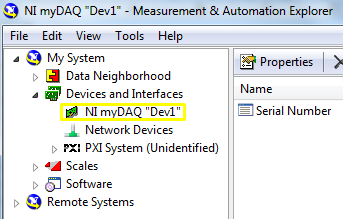 NI myDAQ "Dev1" - Measurement & Automation Explorer
File Edit View Tools Help
My System
Data Neighborhood
Devices and Interfaces
NI myDAQ "Dev1"
Network Devices
PXI PXI System (Unidentified)
Scales
Software
Remote Systems
Properties
Name
Serial Number